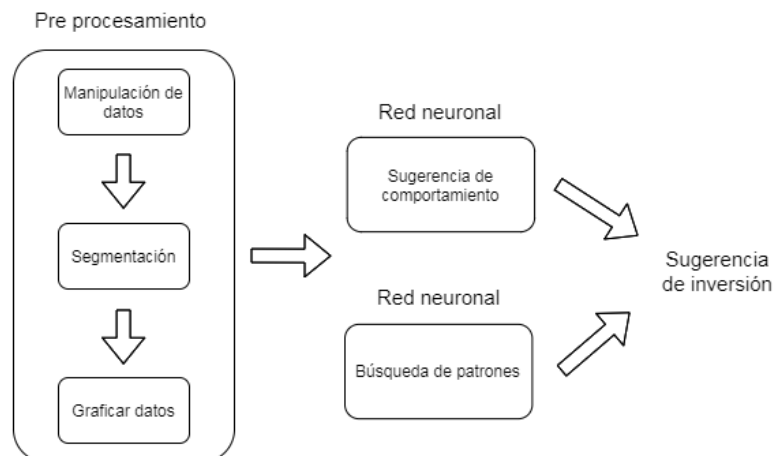 Pre procesamiento
Manipulación de
datos
Segmentación
Graficar datos
Red neuronal
Sugerencia de
comportamiento
Red neuronal
Búsqueda de patrones
Sugerencia
de inversión